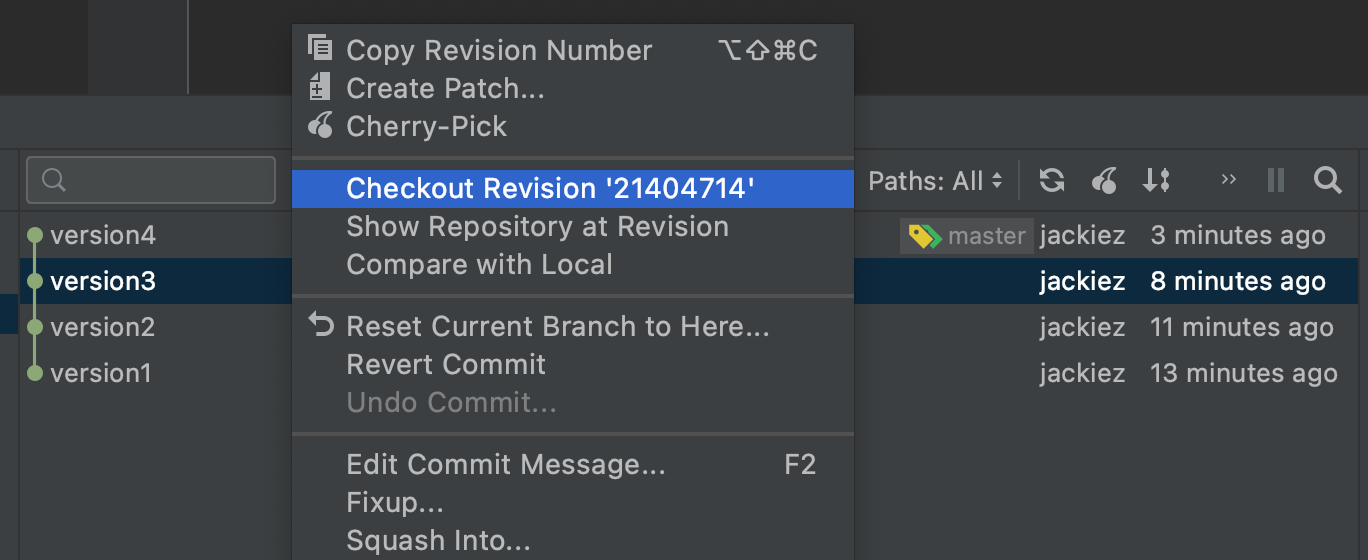 Copy Revision Number ⌥⇧⌘C
Create Patch...
Cherry-Pick
Checkout Revision '21404714'
Paths: All
Show Repository at Revision
version4 master jackiez 3 minutes ago
Compare with Local
version3 jackiez 8 minutes ago
Reset Current Branch to Here...
version2 jackiez 11 minutes ago
Revert Commit
version1 jackiez 13 minutes ago
Undo Commit...
Edit Commit Message... F2
Fixup...
Squash Into...